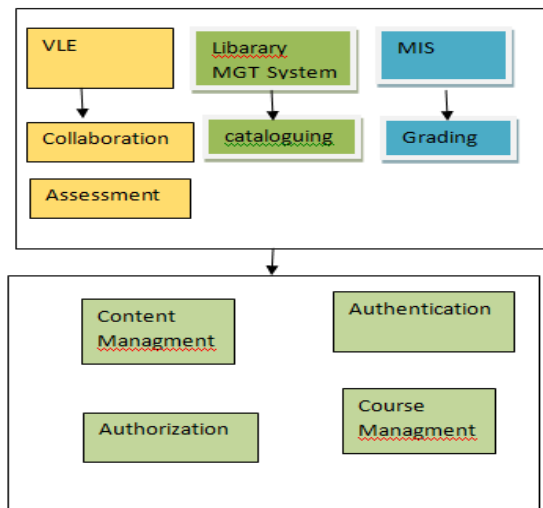 VLE
Libarary
MGT System
MIS
Collaboration
cataloguing
Grading
Assessment
Content
Managment
Authentication
Authorization
Course
Managment